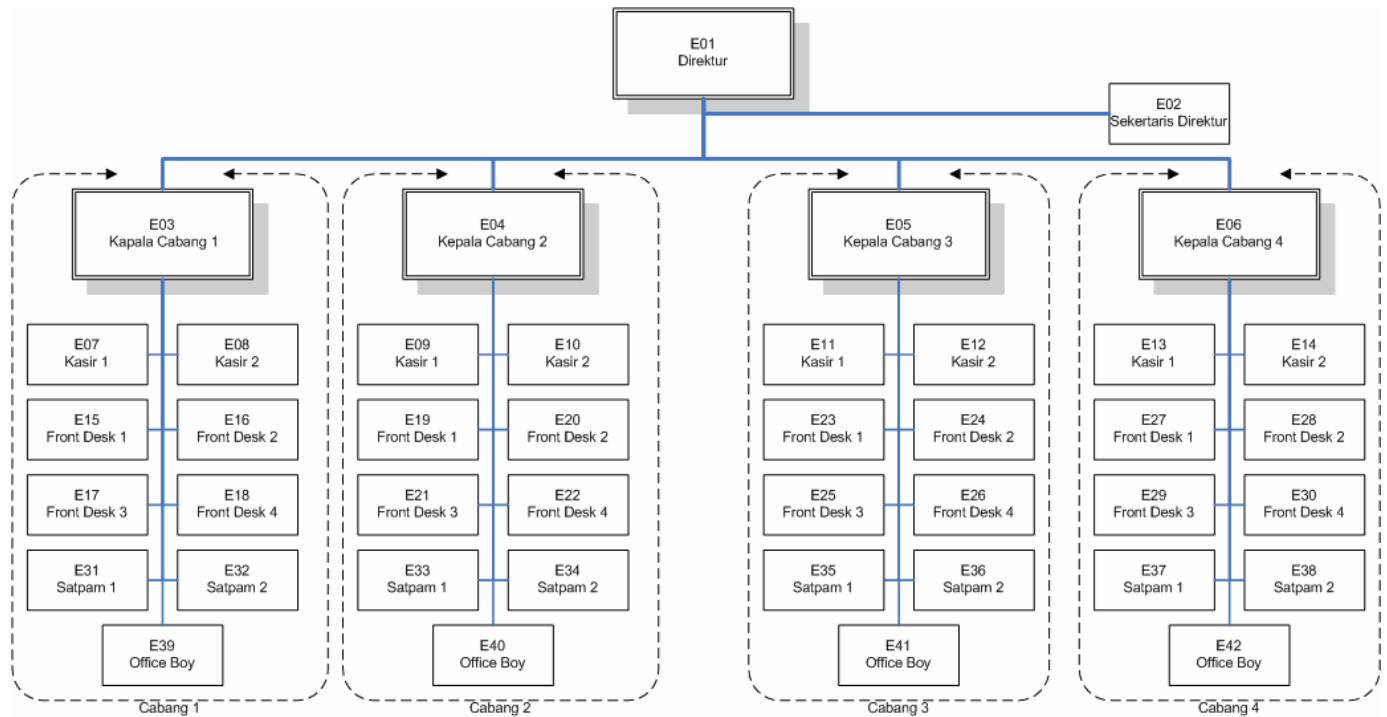 E01
Direktur
E02
Sekertaris Direktur
E03
Kapala Cabang 1
E04
Kepala Cabang 2
E05
Kepala Cabang 3
E06
Kepala Cabang 4
E07
Kasir 1
E08
Kasir 2
E09
Kasir 1
E10
Kasir 2
E11
Kasir 1
E12
Kasir 2
E13
Kasir 1
E14
Kasir 2
E15
Front Desk 1
E16
Front Desk 2
E19
Front Desk 1
E20
Front Desk 2
E23
Front Desk 1
E24
Front Desk 2
E27
Front Desk 1
E28
Front Desk 2
E17
Front Desk 3
E18
Front Desk 4
E21
Front Desk 3
E22
Front Desk 4
E25
Front Desk 3
E26
Front Desk 4
E29
Front Desk 3
E30
Front Desk 4
E31
Satpam 1
E32
Satpam 2
E33
Satpam 1
E34
Satpam 2
E35
Satpam 1
E36
Satpam 2
E37
Satpam 1
E38
Satpam 2
E39
Office Boy
E40
Office Boy
E41
Office Boy
E42
Office Boy
Cabang 1
Cabang 2
Cabang 3
Cabang 4